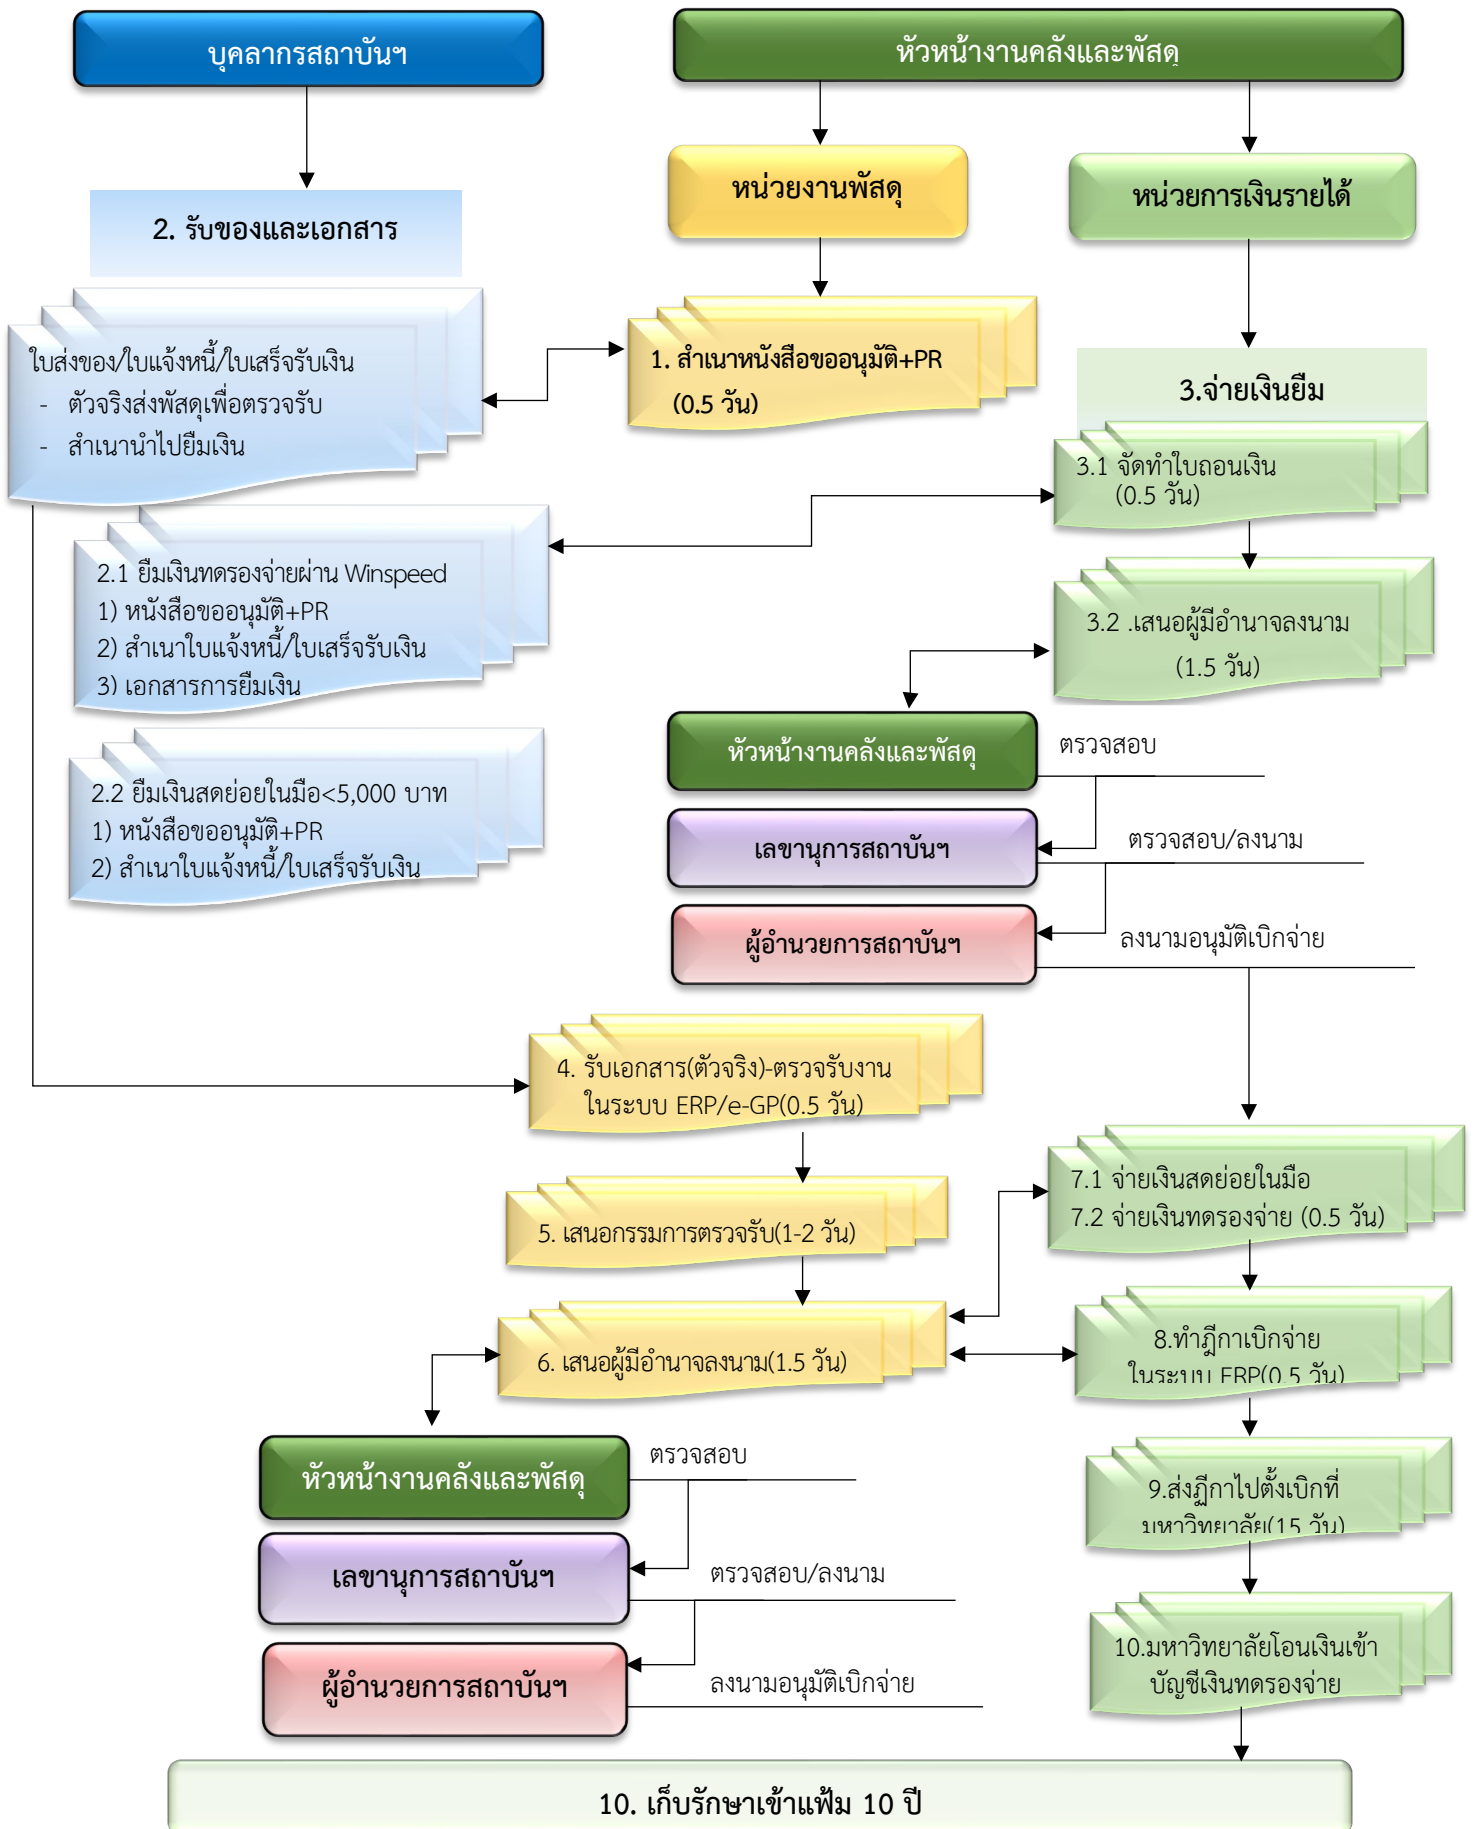 บุคลากรสถาบันฯ
หัวหน้างานคลังและพัสดุ
หน่วยงานพัสดุ
หน่วยการเงินรายได้
2. รับของและเอกสาร
ใบส่งของ/ใบแจ้งหนี้/ใบเสร็จรับเงิน
- ตัวจริงส่งพัสดุเพื่อตรวจรับ
- สำเนานำไปยืมเงิน
1. สำเนาหนังสือขออนุมัติ+PR
(0.5 วัน)
3.จ่ายเงินยืม
3.1 จัดทำใบถอนเงิน
(0.5 วัน)
2.1 ยืมเงินทดรองจ่ายผ่าน Winspeed
1) หนังสือขออนุมัติ+PR
2) สำเนาใบแจ้งหนี้/ใบเสร็จรับเงิน
3) เอกสารการยืมเงิน
3.2 .เสนอผู้มีอำนาจลงนาม
(1.5 วัน)
2.2 ยืมเงินสดย่อยในมือ<5,000 บาท
1) หนังสือขออนุมัติ+PR
2) สำเนาใบแจ้งหนี้/ใบเสร็จรับเงิน
หัวหน้างานคลังและพัสดุ
ตรวจสอบ
เลขานุการสถาบันฯ
ตรวจสอบ/ลงนาม
ผู้อำนวยการสถาบันฯ
ลงนามอนุมัติเบิกจ่าย
4. รับเอกสาร(ตัวจริง)-ตรวจรับงาน
ในระบบ ERP/e-GP(0.5 วัน)
5. เสนอกรรมการตรวจรับ(1-2 วัน)
6. เสนอผู้มีอำนาจลงนาม(1.5 วัน)
7.1 จ่ายเงินสดย่อยในมือ
7.2 จ่ายเงินทดรองจ่าย (0.5 วัน)
8.ทำฎีกาเบิกจ่าย
ในระบบ ERP(0.5 วัน)
หัวหน้างานคลังและพัสดุ
ตรวจสอบ
เลขานุการสถาบันฯ
ตรวจสอบ/ลงนาม
ผู้อำนวยการสถาบันฯ
ลงนามอนุมัติเบิกจ่าย
9.ส่งฏีกาไปตั้งเบิกที่
มหาวิทยาลัย(15 วัน)
10.มหาวิทยาลัยโอนเงินเข้า
บัญชีเงินทดรองจ่าย
10. เก็บรักษาเข้าแฟ้ม 10 ปี